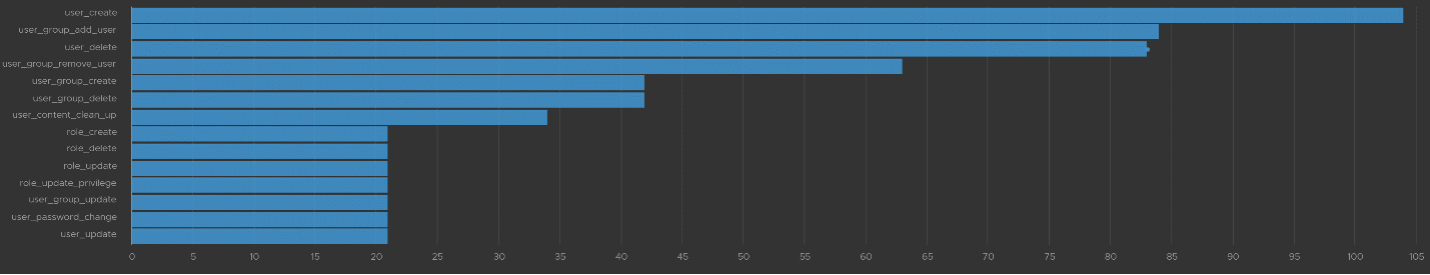 user_create
user_group_add_user
user_delete
user_group_remove_user
user_group_create
user_group_delete
user_content_clean_up
role_create
role_delete
role_update
role_update_privilege
user_group_update
user_password_change
user_update
0 5 10 15 20 25 30 35 40 45 50 55 60 65 70 75 80 85 90 95 100 105